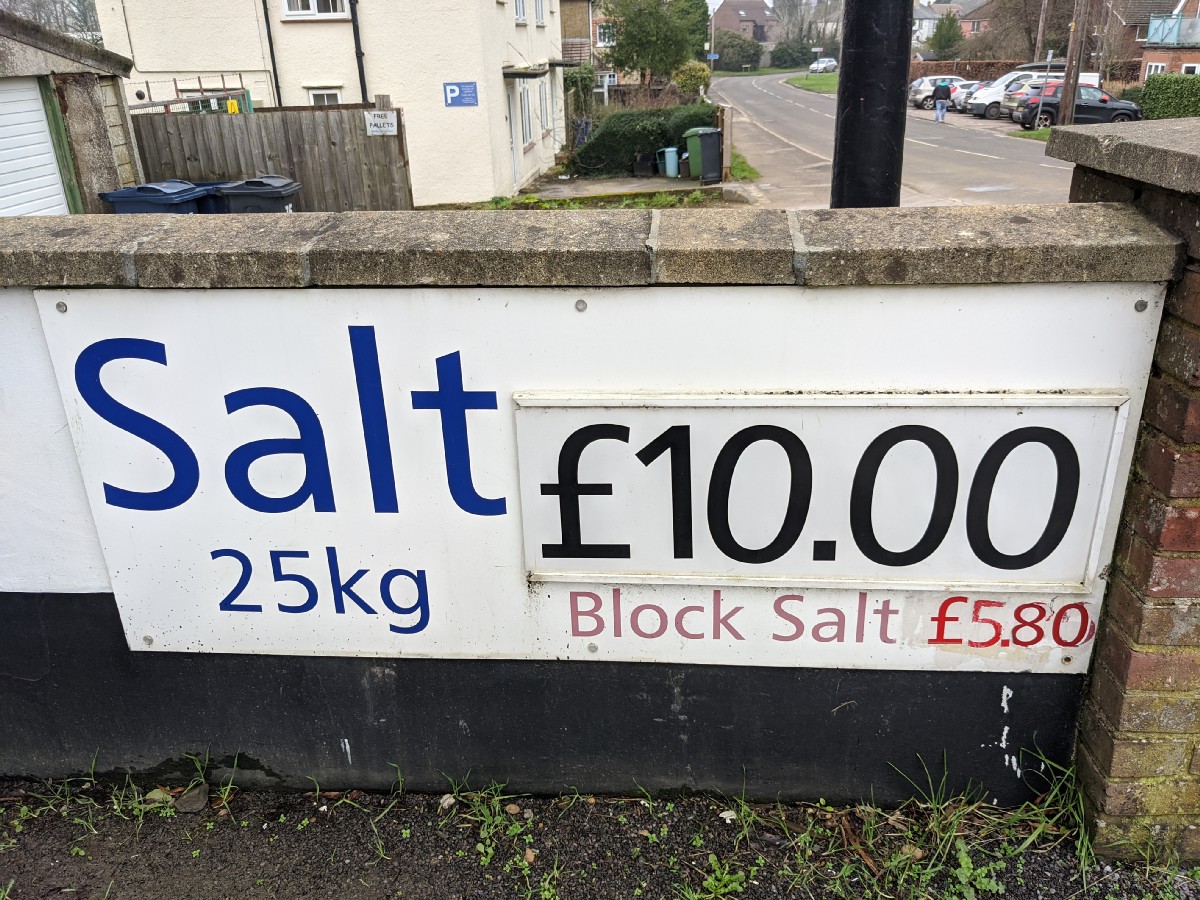 P
FREE
PALLETS
Salt
£10.00
25kg
Block Salt £5.80